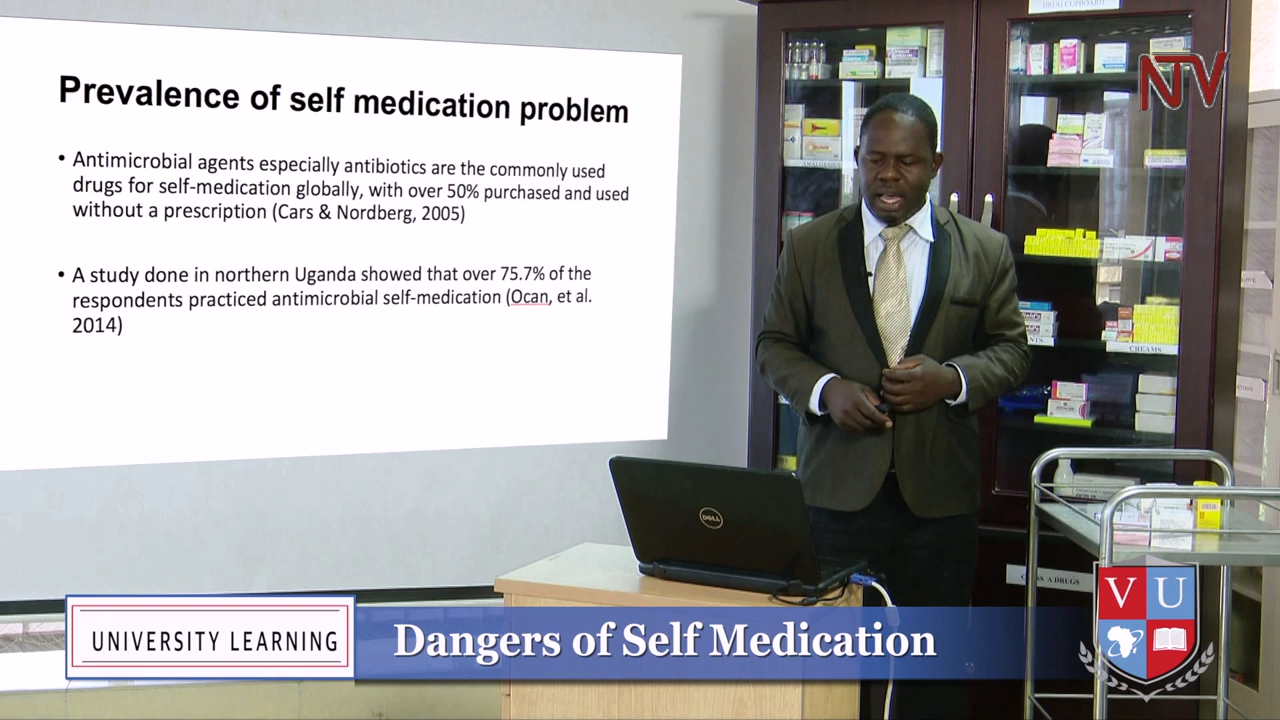 Prevalence of self medication problem
• Antimicrobial agents especially antibiotics are the commonly used
drugs for self-medication globally, with over 50% purchased and used
without a prescription (Cars & Nordberg, 2005)
• A study done in northern Uganda showed that over 75.7% of the
respondents practiced antimicrobial self-medication (Ocan, et al.
2014)
DRUG CUPBOARD
NTV
ANALGESICS
CREAMS
DELL
A DRUGS
UNIVERSITY LEARNING
Dangers of Self Medication
VU